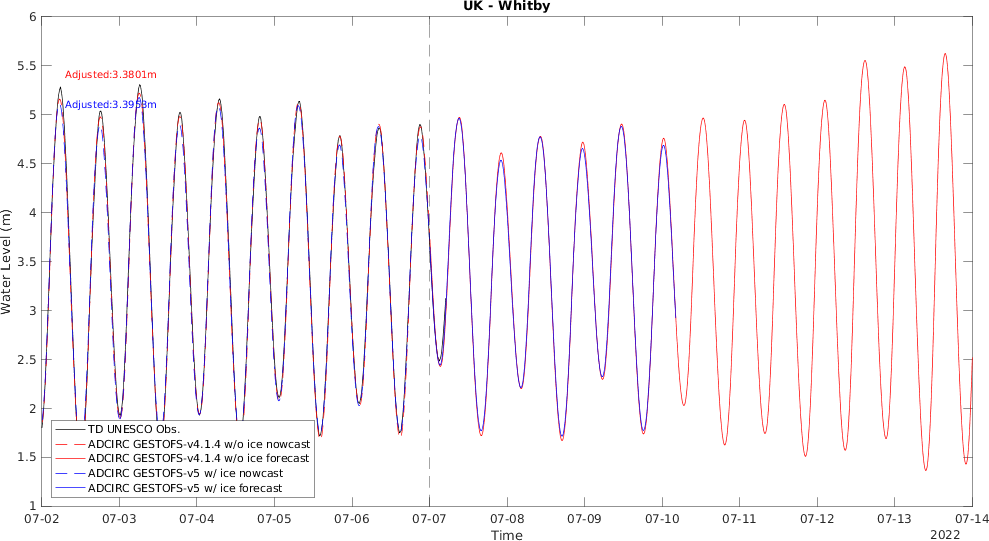 UK - Whitby
6
5.5
5
4.5
4
3.5
3
2.5
2
1.5
1
Water Level (m)
Adjusted:3.3801m
Adjusted:3.3953m
TD UNESCO Obs.
ADCIRC GESTOFS-v4.1.4 w/o ice nowcast
ADCIRC GESTOFS-v4.1.4 w/o ice forecast
ADCIRC GESTOFS-v5 w/ ice nowcast
ADCIRC GESTOFS-v5 w/ ice forecast
07-02 07-03 07-04 07-05 07-06 07-07 07-08 07-09 07-10 07-11 07-12 07-13 07-14
Time
2022